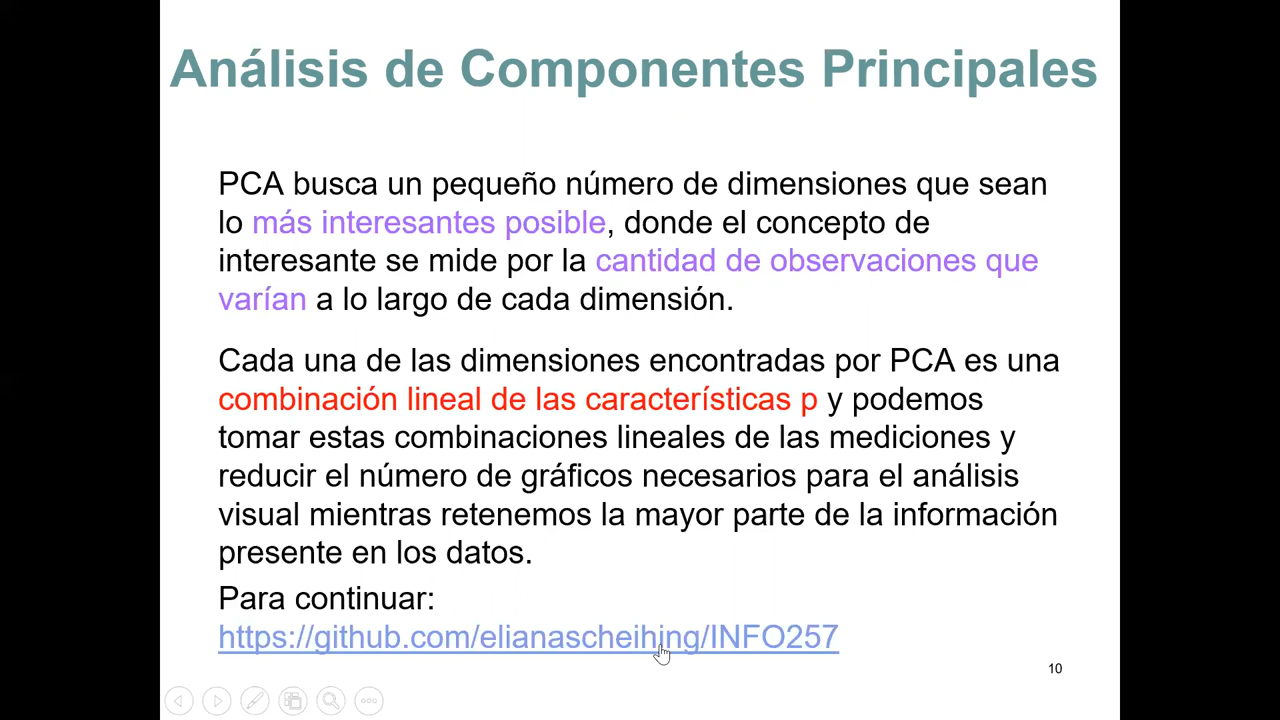 Análisis de Componentes Principales
PCA busca un pequeño número de dimensiones que sean
lo más interesantes posible, donde el concepto de
interesante se mide por la cantidad de observaciones que
varían a lo largo de cada dimensión.
Cada una de las dimensiones encontradas por PCA es una
combinación lineal de las características p y podemos
tomar estas combinaciones lineales de las mediciones y
reducir el número de gráficos necesarios para el análisis
visual mientras retenemos la mayor parte de la información
presente en los datos.
Para continuar:
https://github.com/elianascheihing/INFO257
10